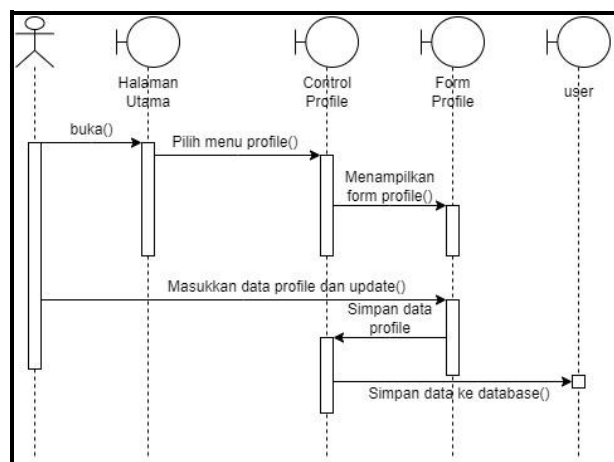 Halaman
Utama
Control
Profile
Form
Profile
user
buka()
Pilih menu profile()
Menampilkan
form profile()
Masukkan data profile dan update()
Simpan data
profile
Simpan data ke database()